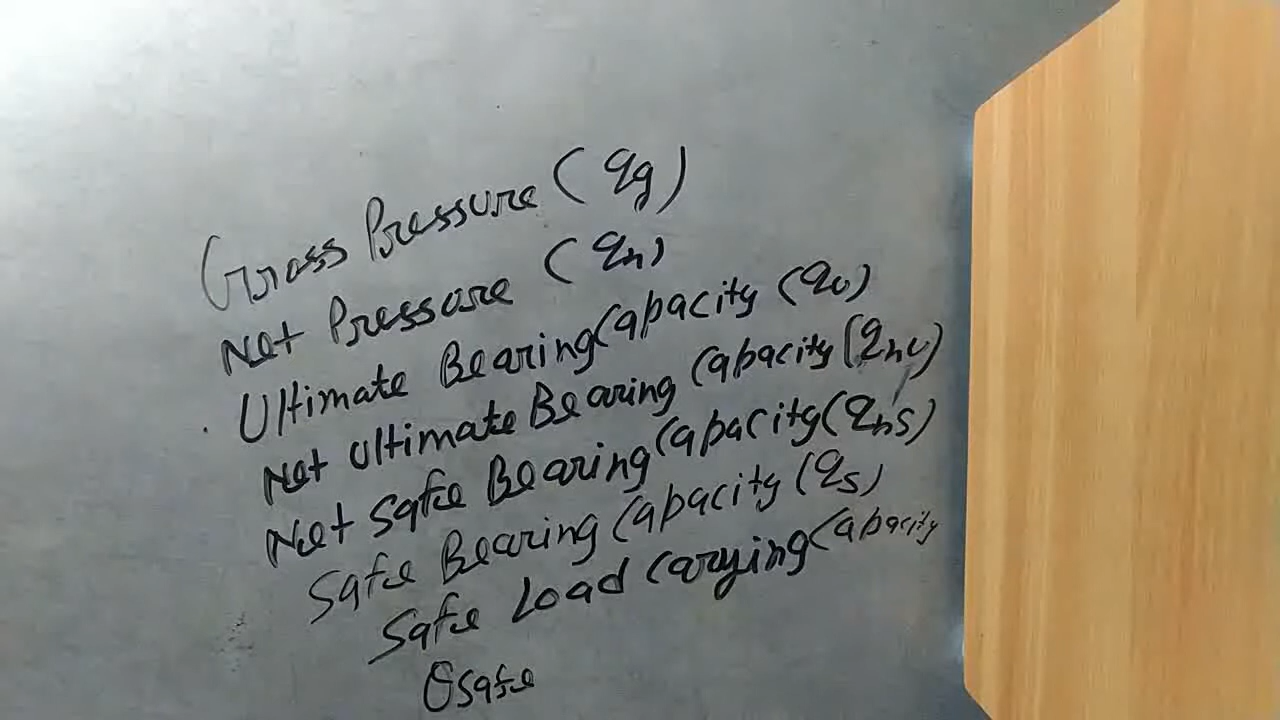 Gross Pressure (qg)
Net Pressure (qn)
Ultimate Bearing Capacity (qu)
Net Ultimate Bearing Capacity (qnu)
Net Safe Bearing Capacity (qns)
Safe Bearing Capacity (qs)
Safe Load Carying Capacity
Qsafe